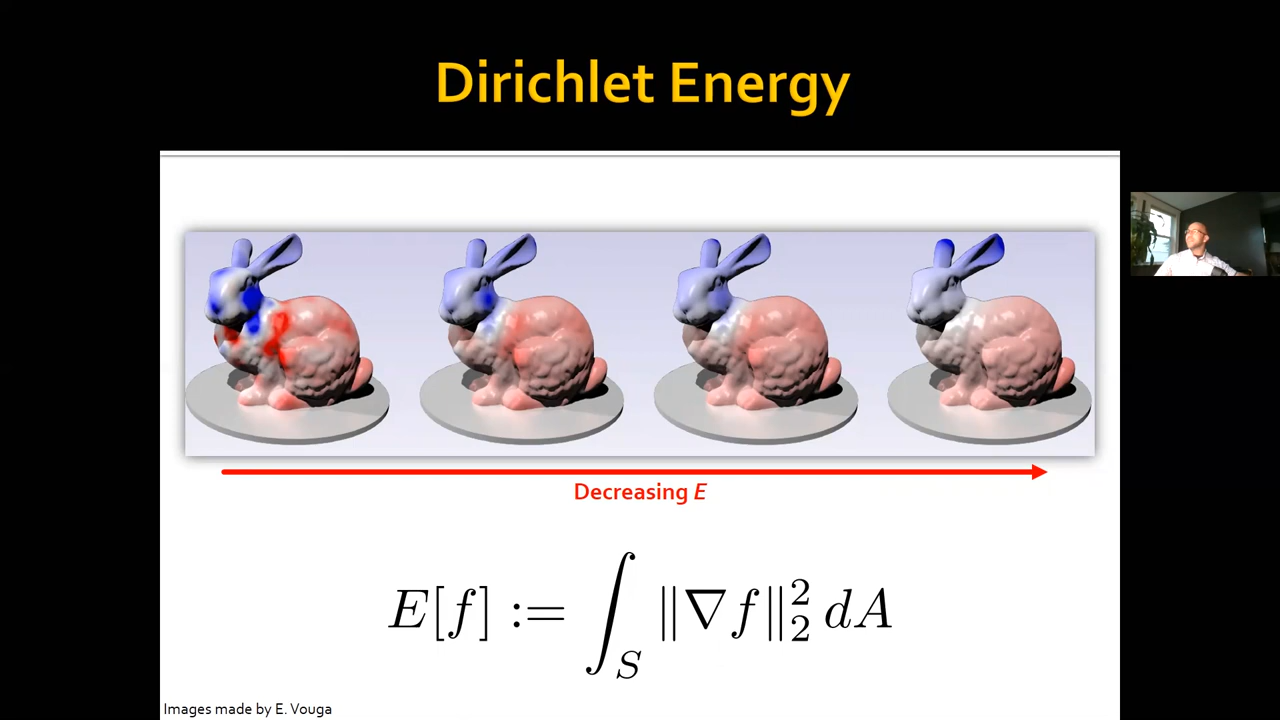 Dirichlet Energy
Decreasing E
E[f] := ∫_S ‖∇f‖₂² dA
Images made by E. Vouga